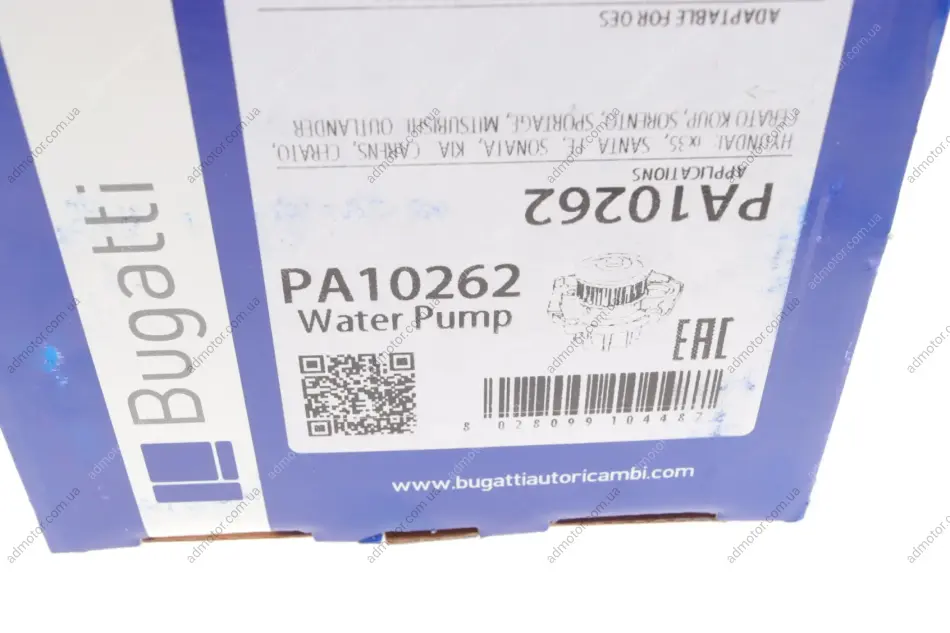 ADAPTABLE FOR OES
CERATO KOUP, SORENTO, SPORTAGE, MITSUBISHI OUTLANDER
HYUNDAI ix35, SANTA FE, SONATA, KIA CARENS, CERATO,
APPLICATIONS
PA10262
PA10262
Water Pump
EAC
8 028099 104487
www.bugattiautoricambi.com
Bugatti
admotor.com.ua